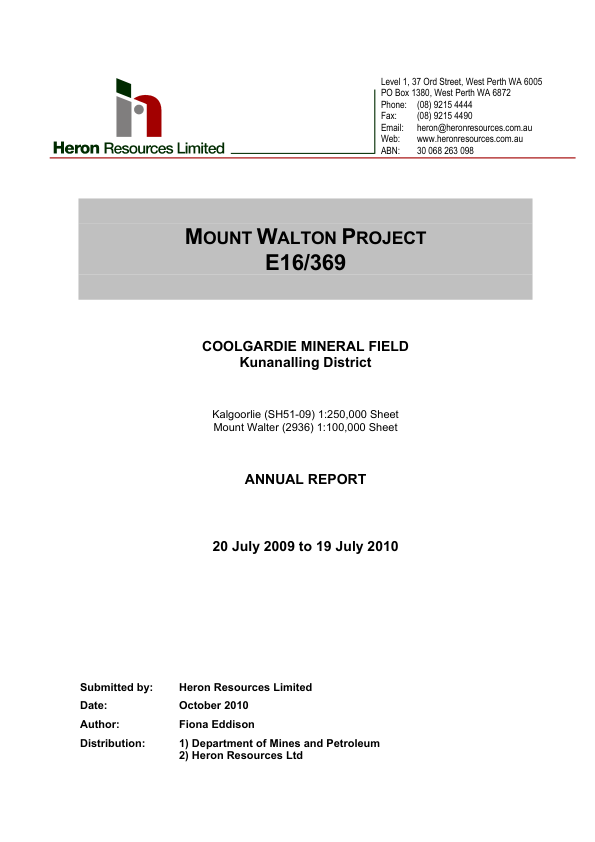 Level 1, 37 Ord Street, West Perth WA 6005
PO Box 1380, West Perth WA 6872
Phone: (08) 9215 4444
Fax: (08) 9215 4490
Email: heron@heronresources.com.au
Web: www.heronresources.com.au
ABN: 30 068 263 098
Heron Resources Limited
MOUNT WALTON PROJECT
E16/369
COOLGARDIE MINERAL FIELD
Kunanalling District
Kalgoorlie (SH51-09) 1:250,000 Sheet
Mount Walter (2936) 1:100,000 Sheet
ANNUAL REPORT
20 July 2009 to 19 July 2010
Submitted by: Heron Resources Limited
Date: October 2010
Author: Fiona Eddison
Distribution: 1) Department of Mines and Petroleum
2) Heron Resources Ltd